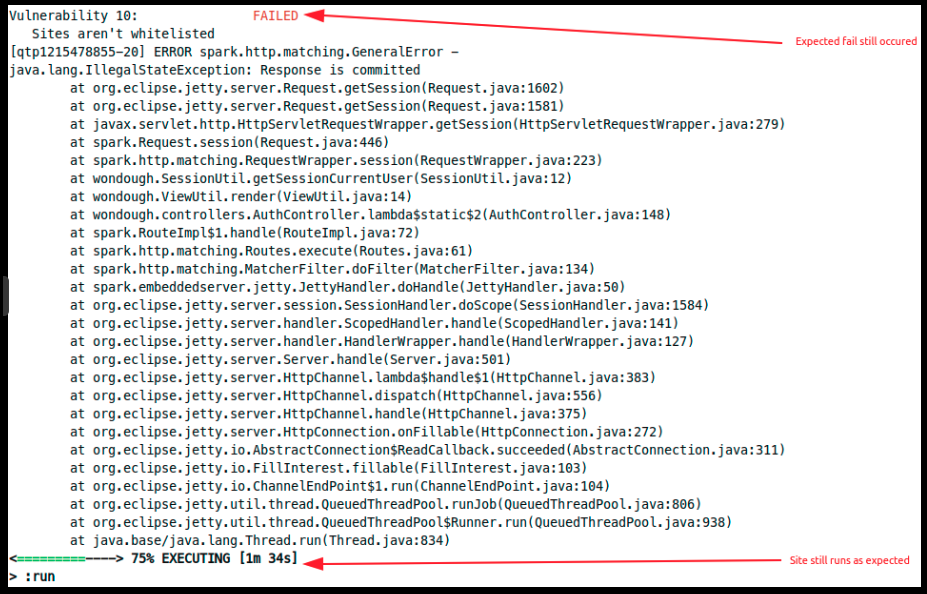 Vulnerability 10: FAILED
Expected fail still occured
Sites aren't whitelisted
[qtp1215478855-20] ERROR spark.http.matching.GeneralError -
java.lang.IllegalStateException: Response is committed
at org.eclipse.jetty.server.Request.getSession(Request.java:1602)
at org.eclipse.jetty.server.Request.getSession(Request.java:1581)
at javax.servlet.http.HttpServletRequestWrapper.getSession(HttpServletRequestWrapper.java:279)
at spark.Request.session(Request.java:446)
at spark.http.matching.RequestWrapper.session(RequestWrapper.java:223)
at wondough.SessionUtil.getSessionCurrentUser(SessionUtil.java:12)
at wondough.ViewUtil.render(ViewUtil.java:14)
at wondough.controllers.AuthController.lambda$static$2(AuthController.java:148)
at spark.RouteImpl$1.handle(RouteImpl.java:72)
at spark.http.matching.Routes.execute(Routes.java:61)
at spark.http.matching.MatcherFilter.doFilter(MatcherFilter.java:134)
at spark.embeddedserver.jetty.JettyHandler.doHandle(JettyHandler.java:50)
at org.eclipse.jetty.server.session.SessionHandler.doScope(SessionHandler.java:1584)
at org.eclipse.jetty.server.handler.ScopedHandler.handle(ScopedHandler.java:141)
at org.eclipse.jetty.server.handler.HandlerWrapper.handle(HandlerWrapper.java:127)
at org.eclipse.jetty.server.Server.handle(Server.java:501)
at org.eclipse.jetty.server.HttpChannel.lambda$handle$1(HttpChannel.java:383)
at org.eclipse.jetty.server.HttpChannel.dispatch(HttpChannel.java:556)
at org.eclipse.jetty.server.HttpChannel.handle(HttpChannel.java:375)
at org.eclipse.jetty.server.HttpConnection.onFillable(HttpConnection.java:272)
at org.eclipse.jetty.io.AbstractConnection$ReadCallback.succeeded(AbstractConnection.java:311)
at org.eclipse.jetty.io.FillInterest.fillable(FillInterest.java:103)
at org.eclipse.jetty.io.ChannelEndPoint$1.run(ChannelEndPoint.java:104)
at org.eclipse.jetty.util.thread.QueuedThreadPool.runJob(QueuedThreadPool.java:806)
at org.eclipse.jetty.util.thread.QueuedThreadPool$Runner.run(QueuedThreadPool.java:938)
at java.base/java.lang.Thread.run(Thread.java:834)
<=========----> 75% EXECUTING [1m 34s]
Site still runs as expected
> :run